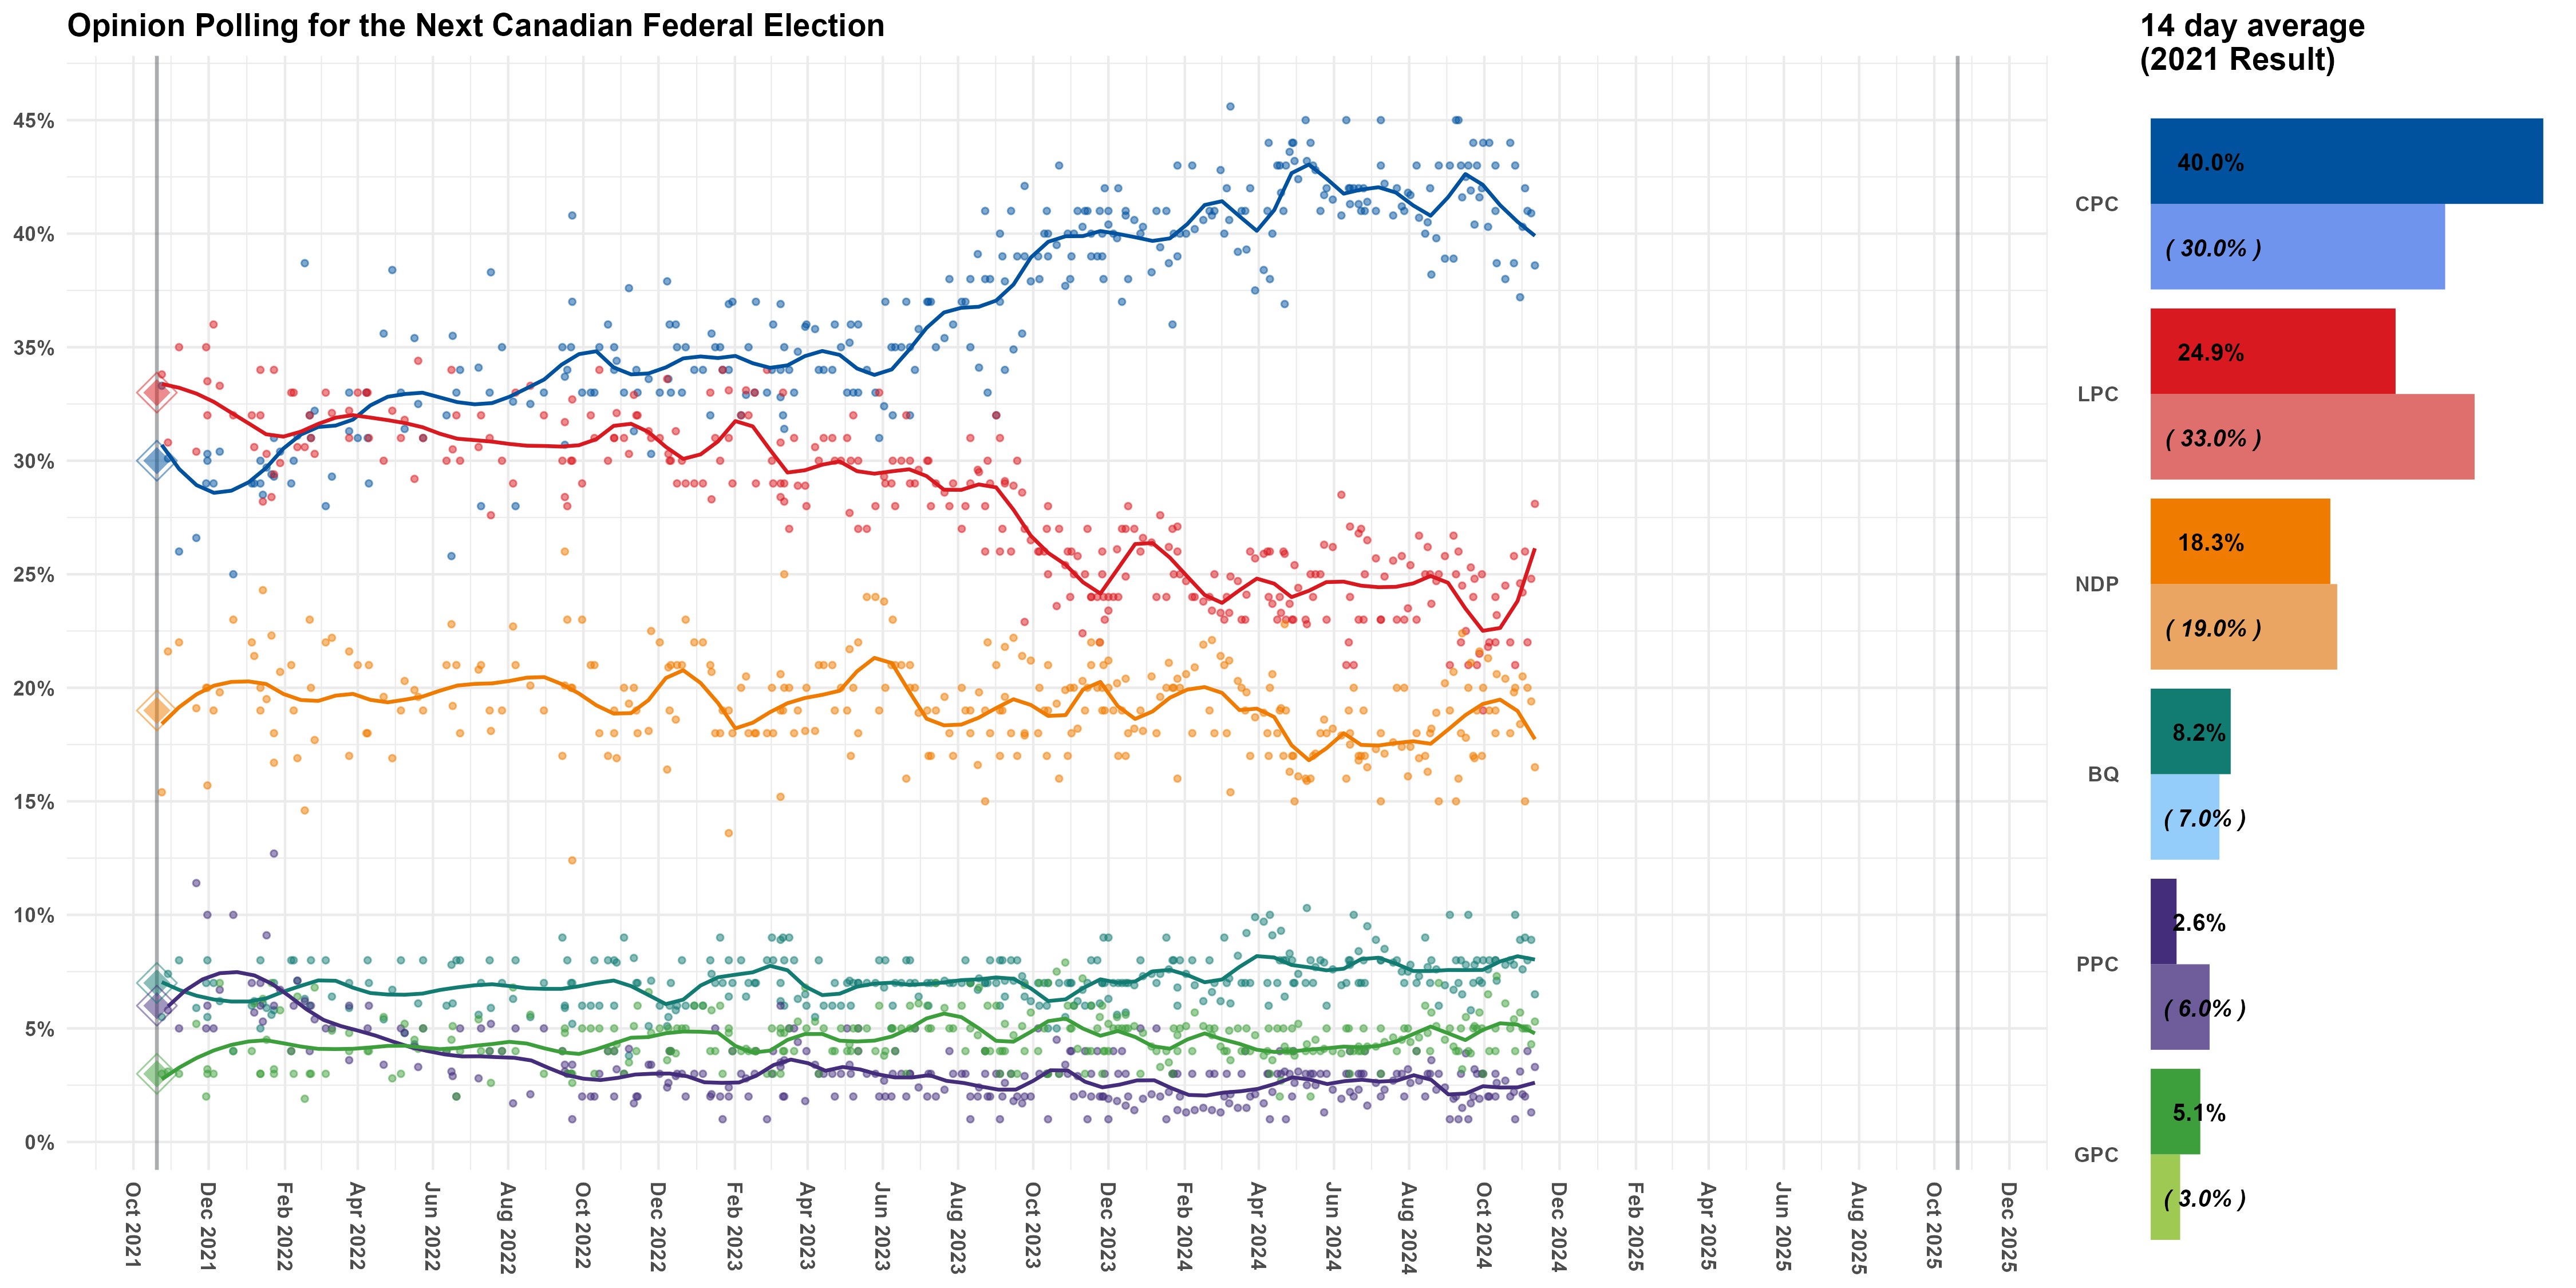 Opinion Polling for the Next Canadian Federal Election
14 day average
(2021 Result)
45%
40%
35%
30%
25%
20%
15%
10%
5%
0%
Oct 2021
Dec 2021
Feb 2022
Apr 2022
Jun 2022
Aug 2022
Oct 2022
Dec 2022
Feb 2023
Apr 2023
Jun 2023
Aug 2023
Oct 2023
Dec 2023
Feb 2024
Apr 2024
Jun 2024
Aug 2024
Oct 2024
Dec 2024
Feb 2025
Apr 2025
Jun 2025
Aug 2025
Oct 2025
Dec 2025
CPC
40.0%
( 30.0% )
LPC
24.9%
( 33.0% )
NDP
18.3%
( 19.0% )
BQ
8.2%
( 7.0% )
PPC
2.6%
( 6.0% )
GPC
5.1%
( 3.0% )